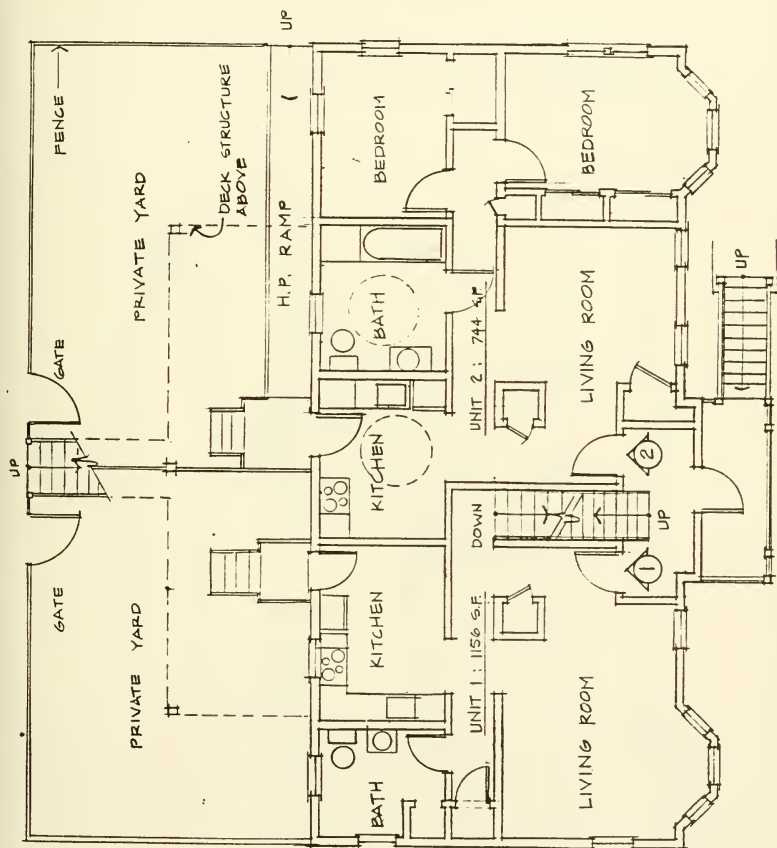 UP
FENCE
PRIVATE YARD
DECK STRUCTURE
ABOVE
H.P. RAMP
GATE
UP
GATE
PRIVATE YARD
BEDROOM
BEDROOM
BATH
KITCHEN
UNIT 2 : 744 S.F.
LIVING ROOM
UP
2
DOWN
UP
1
KITCHEN
UNIT 1 : 1156 S.F.
BATH
LIVING ROOM